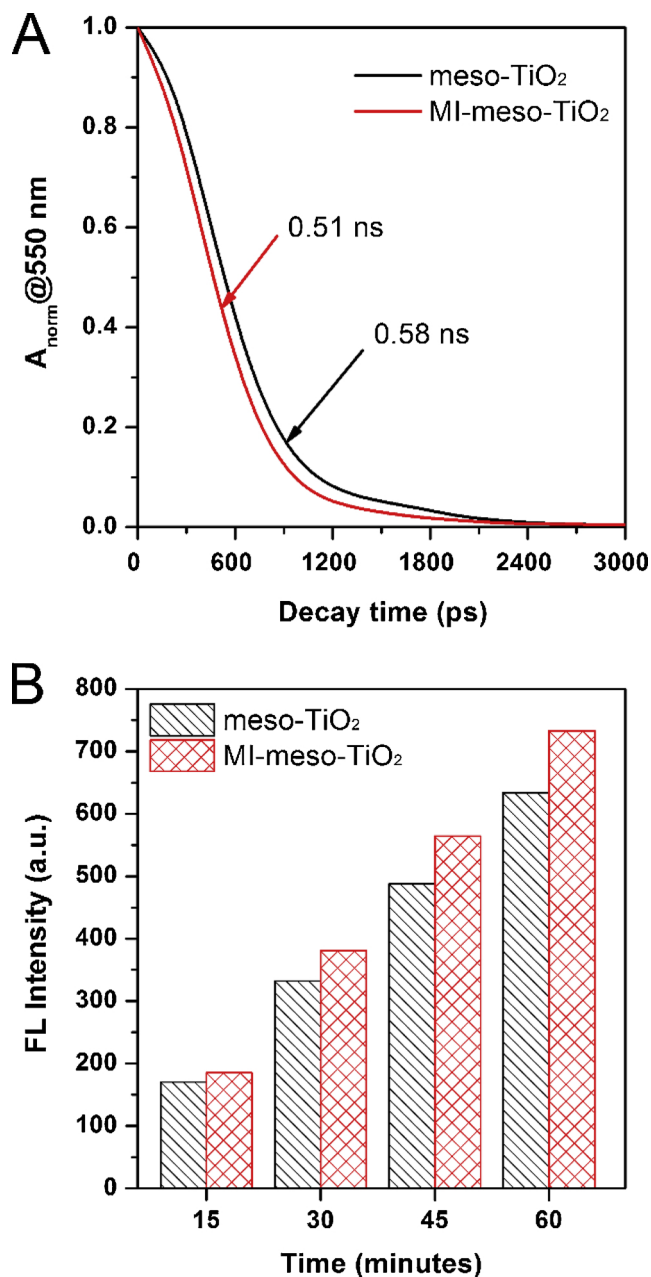 A
1.0
0.8
0.6
0.4
0.2
0.0
A_norm@550 nm
meso-TiO₂
MI-meso-TiO₂
0.51 ns
0.58 ns
0 600 1200 1800 2400 3000
Decay time (ps)
B
800
700
600
500
400
300
200
100
0
FL Intensity (a.u.)
meso-TiO₂
MI-meso-TiO₂
15 30 45 60
Time (minutes)